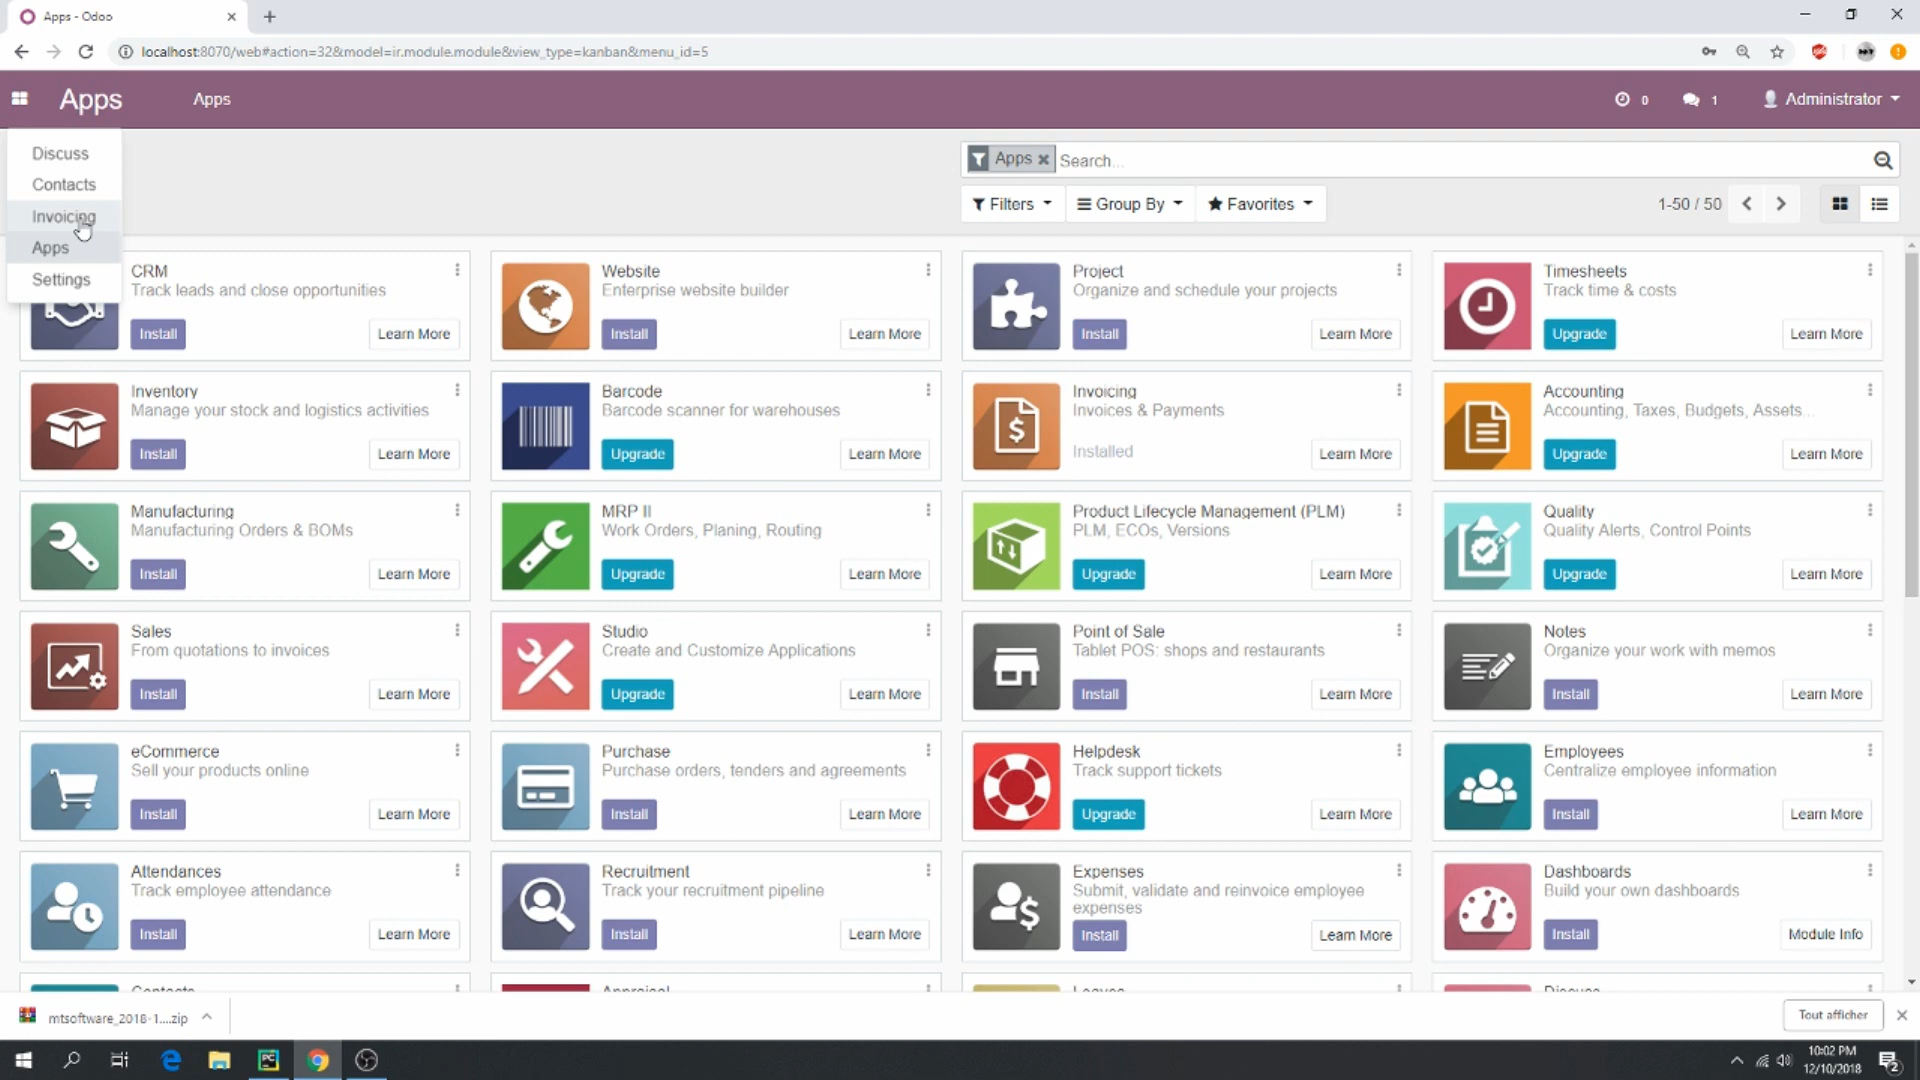 Apps - Odoo
localhost:8070/web#action=32&model=ir.module.module&view_type=kanban&menu_id=5
Apps
Apps
0
1
Administrator
Discuss
Contacts
Invoicing
Apps
Settings
Apps
Search...
Filters
Group By
Favorites
1-50 / 50
CRM
Track leads and close opportunities
Install
Learn More
Website
Enterprise website builder
Install
Learn More
Project
Organize and schedule your projects
Install
Learn More
Timesheets
Track time & costs
Upgrade
Learn More
Inventory
Manage your stock and logistics activities
Install
Learn More
Barcode
Barcode scanner for warehouses
Upgrade
Learn More
Invoicing
Invoices & Payments
Installed
Learn More
Accounting
Accounting, Taxes, Budgets, Assets...
Upgrade
Learn More
Manufacturing
Manufacturing Orders & BOMs
Install
Learn More
MRP II
Work Orders, Planing, Routing
Upgrade
Learn More
Product Lifecycle Management (PLM)
PLM, ECOs, Versions
Upgrade
Learn More
Quality
Quality Alerts, Control Points
Upgrade
Learn More
Sales
From quotations to invoices
Install
Learn More
Studio
Create and Customize Applications
Upgrade
Learn More
Point of Sale
Tablet POS: shops and restaurants
Install
Learn More
Notes
Organize your work with memos
Install
Learn More
eCommerce
Sell your products online
Install
Learn More
Purchase
Purchase orders, tenders and agreements
Install
Learn More
Helpdesk
Track support tickets
Upgrade
Learn More
Employees
Centralize employee information
Install
Learn More
Attendances
Track employee attendance
Install
Learn More
Recruitment
Track your recruitment pipeline
Install
Learn More
Expenses
Submit, validate and reinvoice employee
expenses
Install
Learn More
Dashboards
Build your own dashboards
Install
Module Info
Contacts
Appraisal
Leaves
Discuss
mtsoftware_2018-1....zip
Tout afficher
PC
10:02 PM
12/10/2018
2